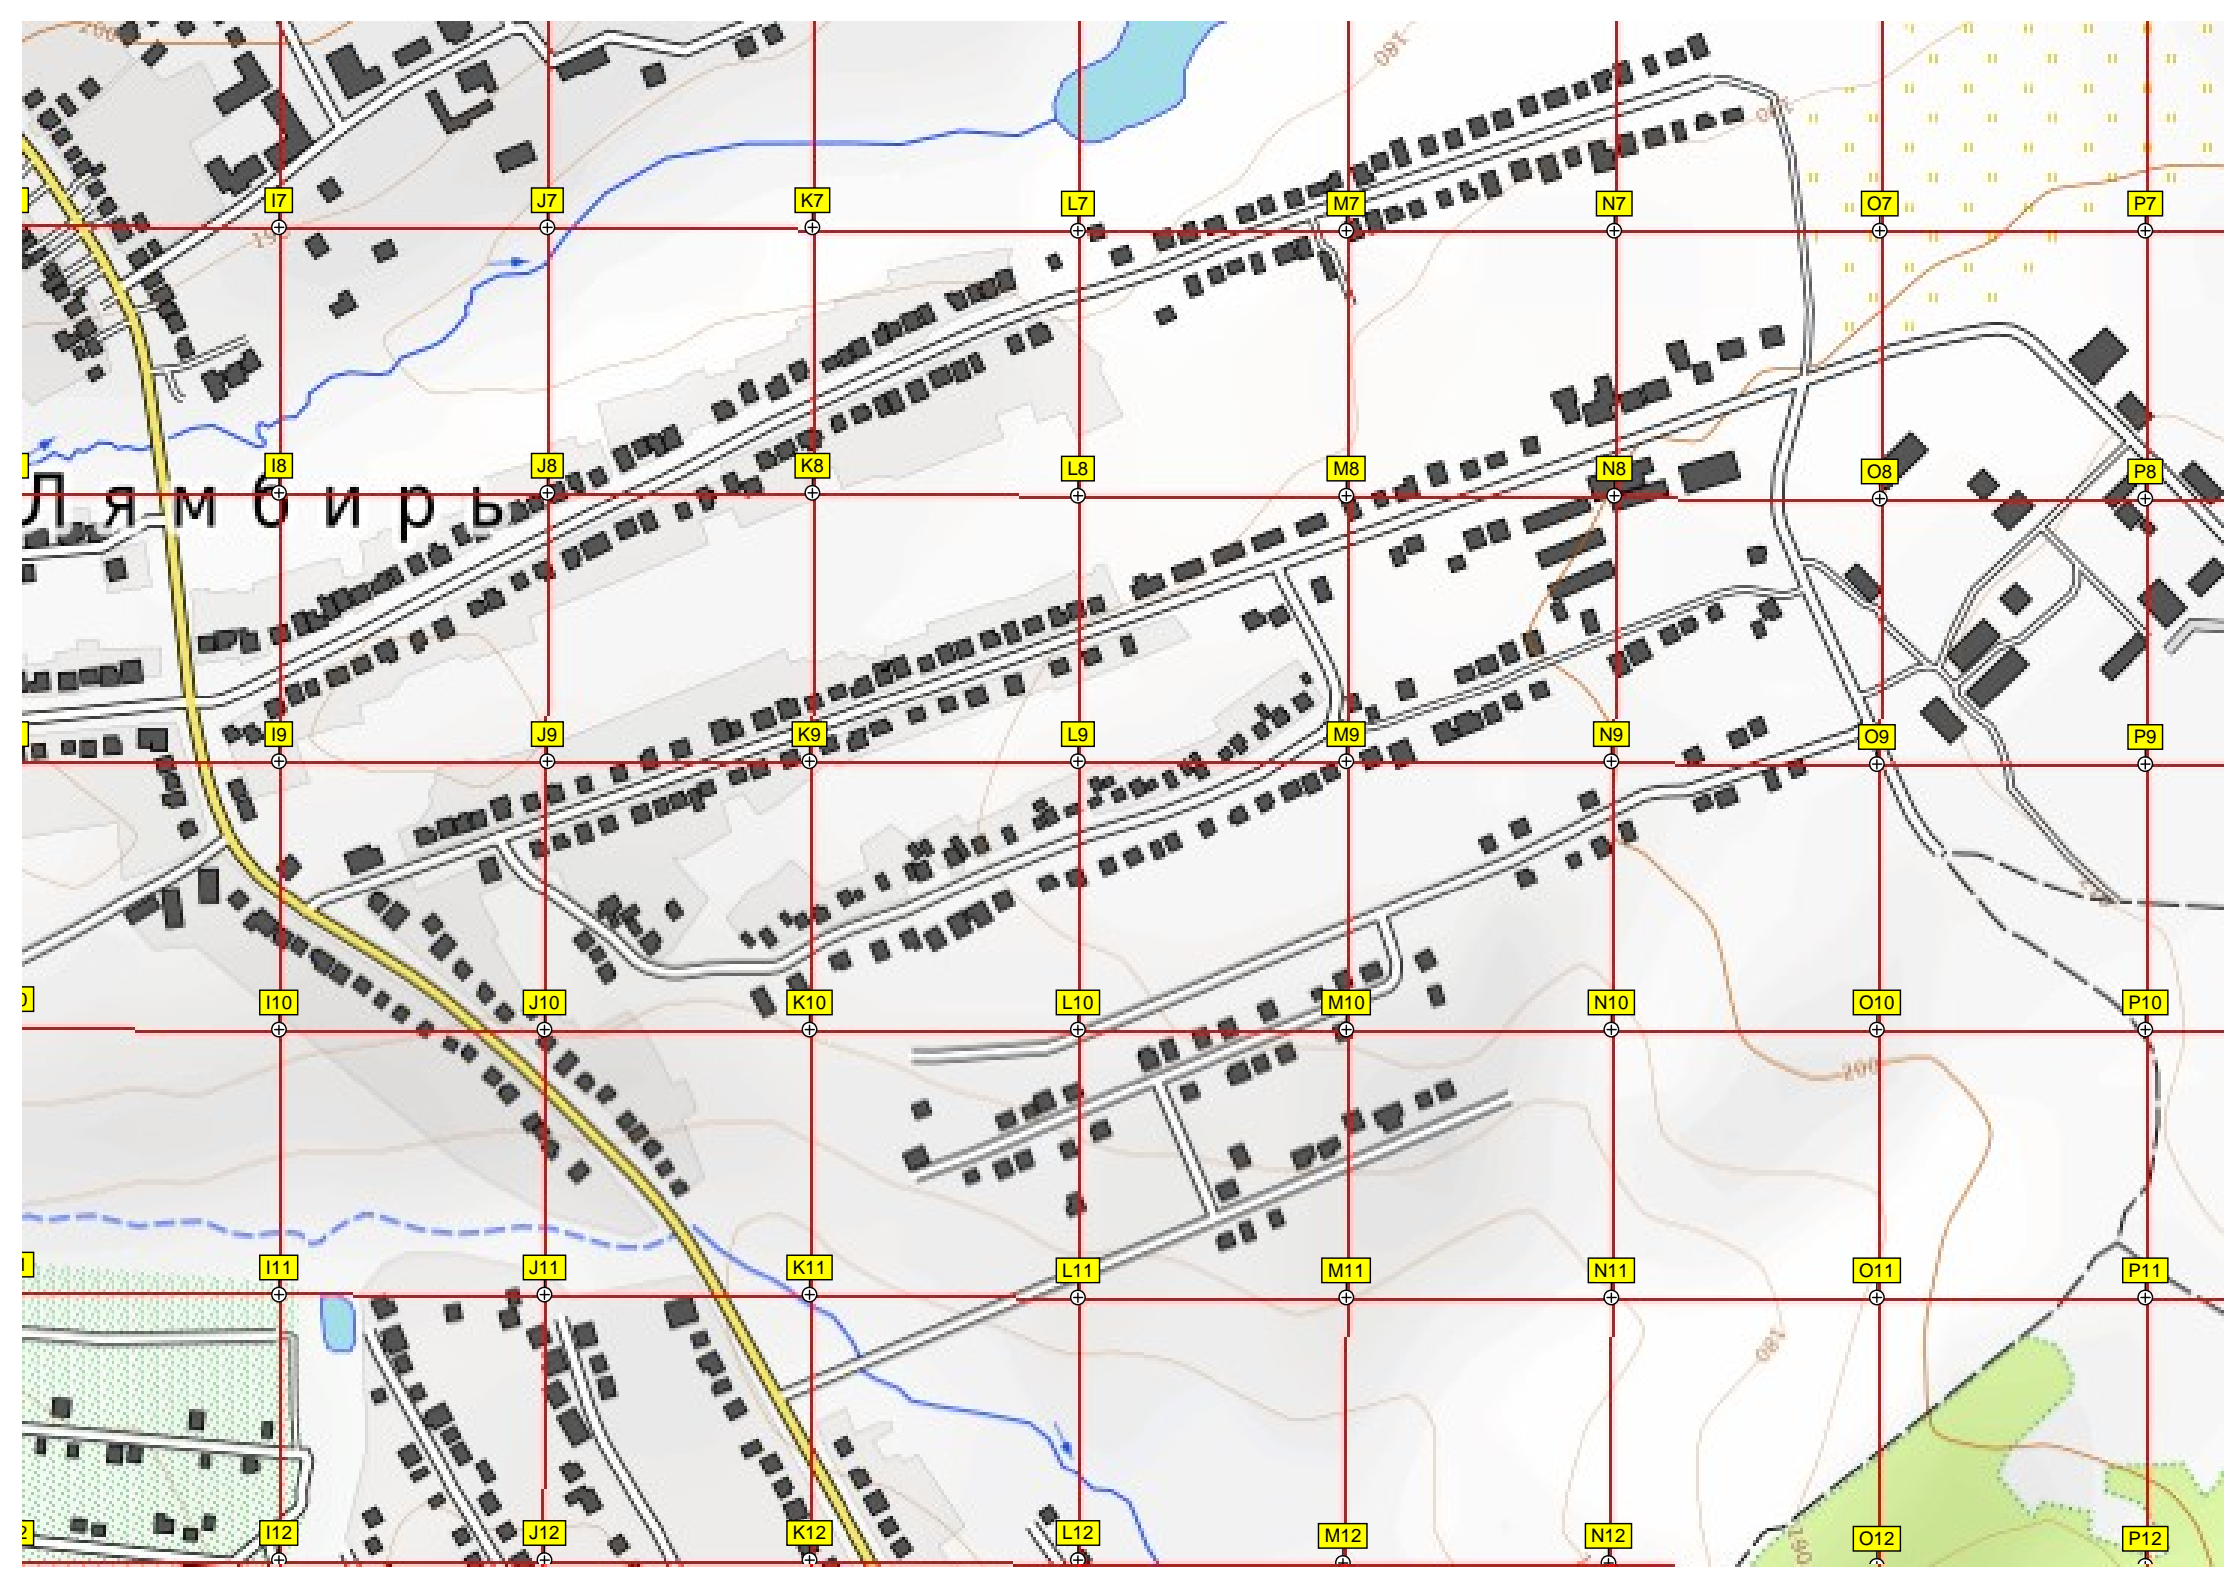 200
180
I7 J7 K7 L7 M7 N7 O7 P7
I8 J8 K8 L8 M8 N8 O8 P8
Лямбирь
I9 J9 K9 L9 M9 N9 O9 P9
I10 J10 K10 L10 M10 N10 O10 P10
200
I11 J11 K11 L11 M11 N11 O11 P11
180
I12 J12 K12 L12 M12 N12 O12 P12
190